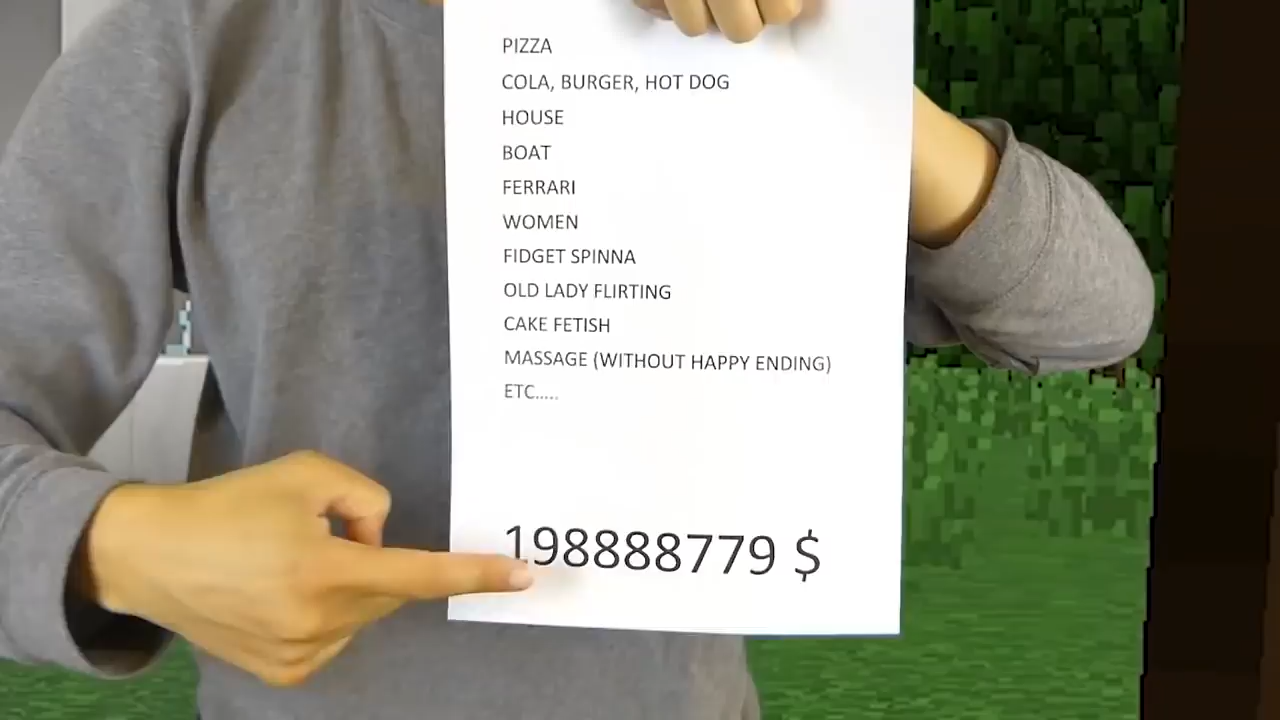 PIZZA
COLA, BURGER, HOT DOG
HOUSE
BOAT
FERRARI
WOMEN
FIDGET SPINNA
OLD LADY FLIRTING
CAKE FETISH
MASSAGE (WITHOUT HAPPY ENDING)
ETC.....
198888779 $